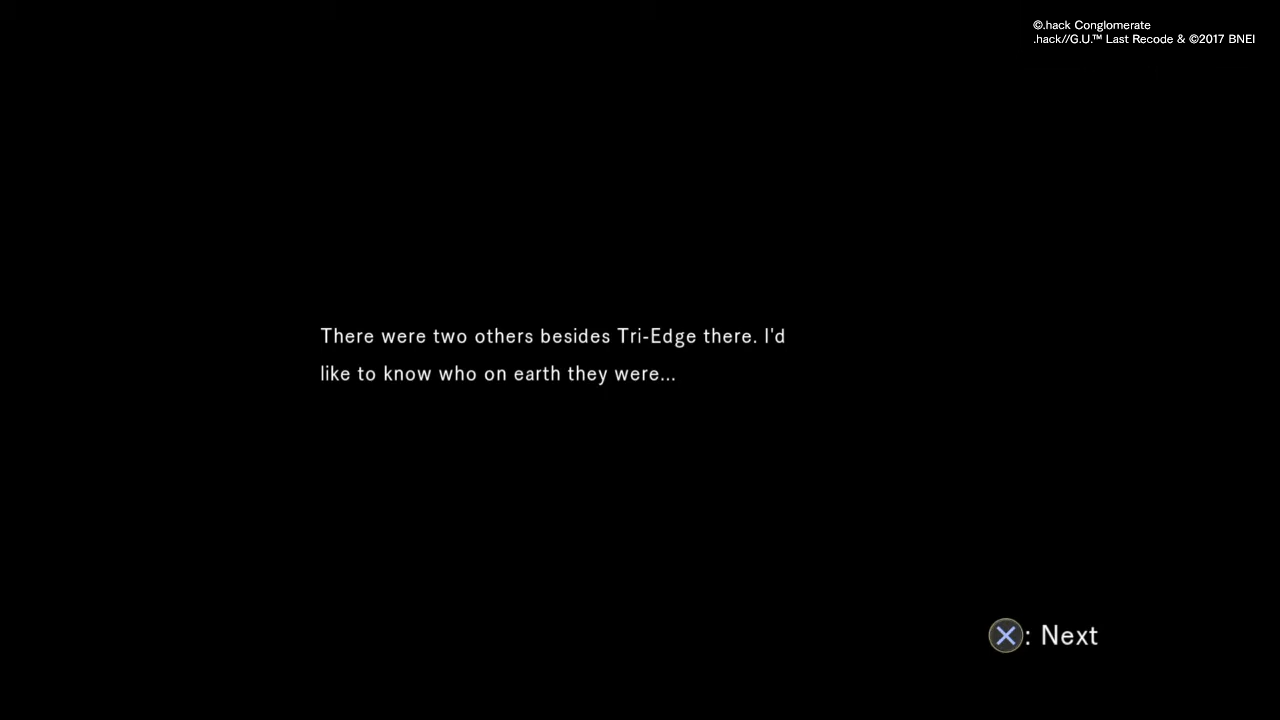 ©.hack Conglomerate
.hack//G.U.™ Last Recode & ©2017 BNEI
There were two others besides Tri-Edge there. I'd
like to know who on earth they were...
: Next